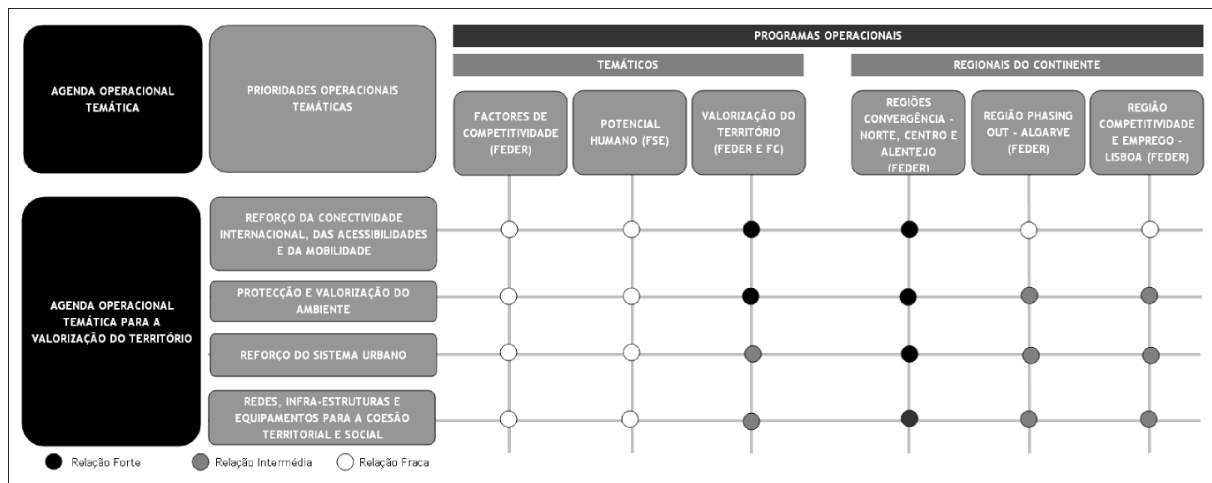 PROGRAMAS OPERACIONAIS
TEMÁTICOS
REGIONAIS DO CONTINENTE
AGENDA OPERACIONAL
TEMÁTICA
PRIORIDADES OPERACIONAIS
TEMÁTICAS
FACTORES DE
COMPETITIVIDADE
(FEDER)
POTENCIAL
HUMANO (FSE)
VALORIZAÇÃO DO
TERRITÓRIO
(FEDER E FC)
REGIÕES
CONVERGÊNCIA -
NORTE, CENTRO E
ALENTEJO
(FEDER)
REGIÃO PHASING
OUT - ALGARVE
(FEDER)
REGIÃO
COMPETITIVIDADE
E EMPREGO -
LISBOA (FEDER)
AGENDA OPERACIONAL
TEMÁTICA PARA A
VALORIZAÇÃO DO TERRITÓRIO
REFORÇO DA CONECTIVIDADE
INTERNACIONAL, DAS ACESSIBILIDADES
E DA MOBILIDADE
PROTECÇÃO E VALORIZAÇÃO DO
AMBIENTE
REFORÇO DO SISTEMA URBANO
REDES, INFRA-ESTRUTURAS E
EQUIPAMENTOS PARA A COESÃO
TERRITORIAL E SOCIAL
Relação Forte
Relação Intermédia
Relação Fraca